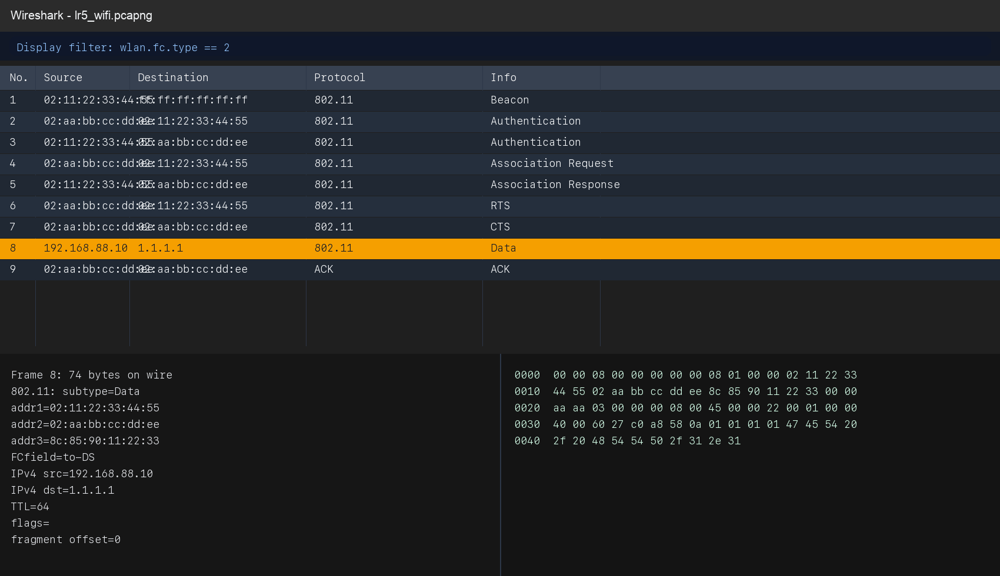 Wireshark - lr5_wifi.pcapng
Display filter: wlan.fc.type == 2
No. Source Destination Protocol Info
1 02:11:22:33:44:55 ff:ff:ff:ff:ff:ff 802.11 Beacon
2 02:aa:bb:cc:dd:ee 02:11:22:33:44:55 802.11 Authentication
3 02:11:22:33:44:55 02:aa:bb:cc:dd:ee 802.11 Authentication
4 02:aa:bb:cc:dd:ee 02:11:22:33:44:55 802.11 Association Request
5 02:11:22:33:44:55 02:aa:bb:cc:dd:ee 802.11 Association Response
6 02:aa:bb:cc:dd:ee 02:11:22:33:44:55 802.11 RTS
7 02:aa:bb:cc:dd:ee 02:aa:bb:cc:dd:ee 802.11 CTS
8 192.168.88.10 1.1.1.1 802.11 Data
9 02:aa:bb:cc:dd:ee 02:aa:bb:cc:dd:ee ACK ACK
Frame 8: 74 bytes on wire
802.11: subtype=Data
addr1=02:11:22:33:44:55
addr2=02:aa:bb:cc:dd:ee
addr3=8c:85:90:11:22:33
FCfield=to-DS
IPv4 src=192.168.88.10
IPv4 dst=1.1.1.1
TTL=64
flags=
fragment offset=0
0000 00 00 08 00 00 00 00 00 08 01 00 00 02 11 22 33
0010 44 55 02 aa bb cc dd ee 8c 85 90 11 22 33 00 00
0020 aa aa 03 00 00 00 08 00 45 00 00 22 00 01 00 00
0030 40 00 60 27 c0 a8 58 0a 01 01 01 01 47 45 54 20
0040 2f 20 48 54 54 50 2f 31 2e 31